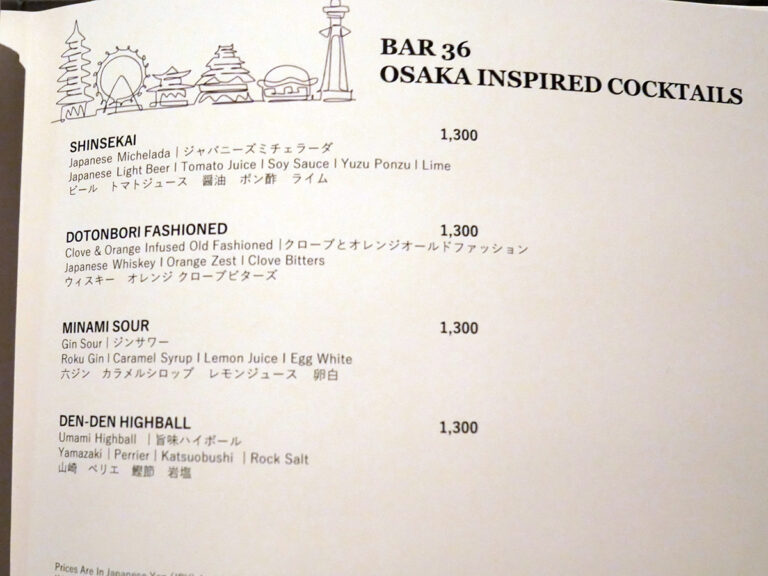 BAR 36
OSAKA INSPIRED COCKTAILS
SHINSEKAI 1,300
Japanese Michelada | ジャパニーズミチェラーダ
Japanese Light Beer | Tomato Juice | Soy Sauce | Yuzu Ponzu | Lime
ビール トマトジュース 醤油 ポン酢 ライム
DOTONBORI FASHIONED 1,300
Clove & Orange Infused Old Fashioned | クローブとオレンジオールドファッション
Japanese Whiskey | Orange Zest | Clove Bitters
ウィスキー オレンジ クローブビターズ
MINAMI SOUR 1,300
Gin Sour | ジンサワー
Roku Gin | Caramel Syrup | Lemon Juice | Egg White
六ジン カラメルシロップ レモンジュース 卵白
DEN-DEN HIGHBALL 1,300
Umami Highball | 旨味ハイボール
Yamazaki | Perrier | Katsuobushi | Rock Salt
山崎 ペリエ 鰹節 岩塩
Prices Are In Japanese Yen